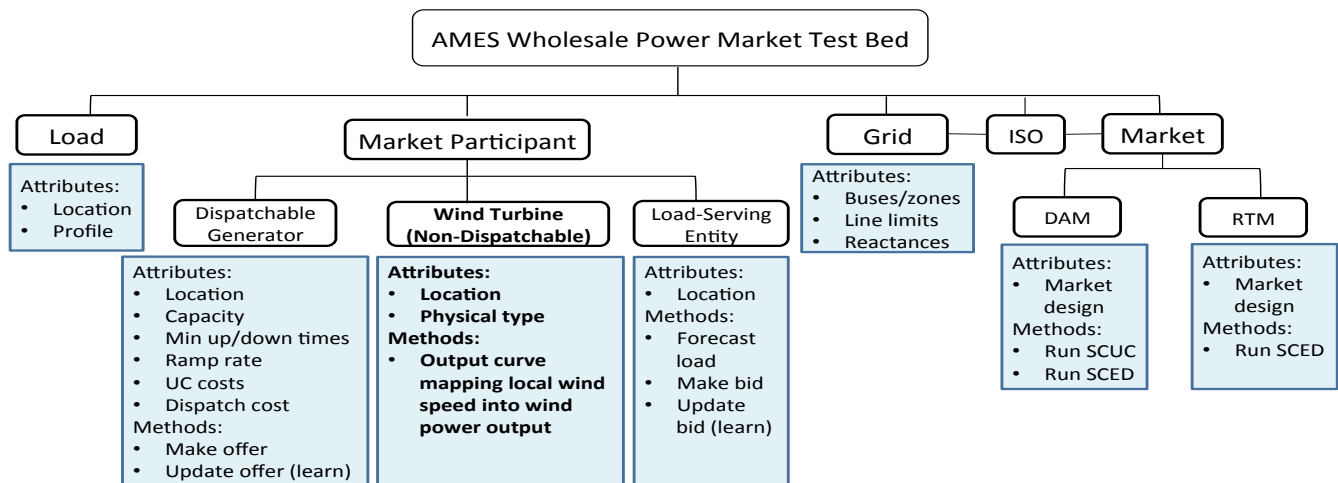 AMES Wholesale Power Market Test Bed
Load
Market Participant
Grid
ISO
Market
Attributes:
• Location
• Profile
Dispatchable
Generator
Attributes:
• Location
• Capacity
• Min up/down times
• Ramp rate
• UC costs
• Dispatch cost
Methods:
• Make offer
• Update offer (learn)
Wind Turbine
(Non-Dispatchable)
Attributes:
• Location
• Physical type
Methods:
• Output curve
mapping local wind
speed into wind
power output
Load-Serving
Entity
Attributes:
• Location
Methods:
• Forecast
load
• Make bid
• Update
bid (learn)
Attributes:
• Buses/zones
• Line limits
• Reactances
DAM
Attributes:
• Market
design
Methods:
• Run SCUC
• Run SCED
RTM
Attributes:
• Market
design
Methods:
• Run SCED